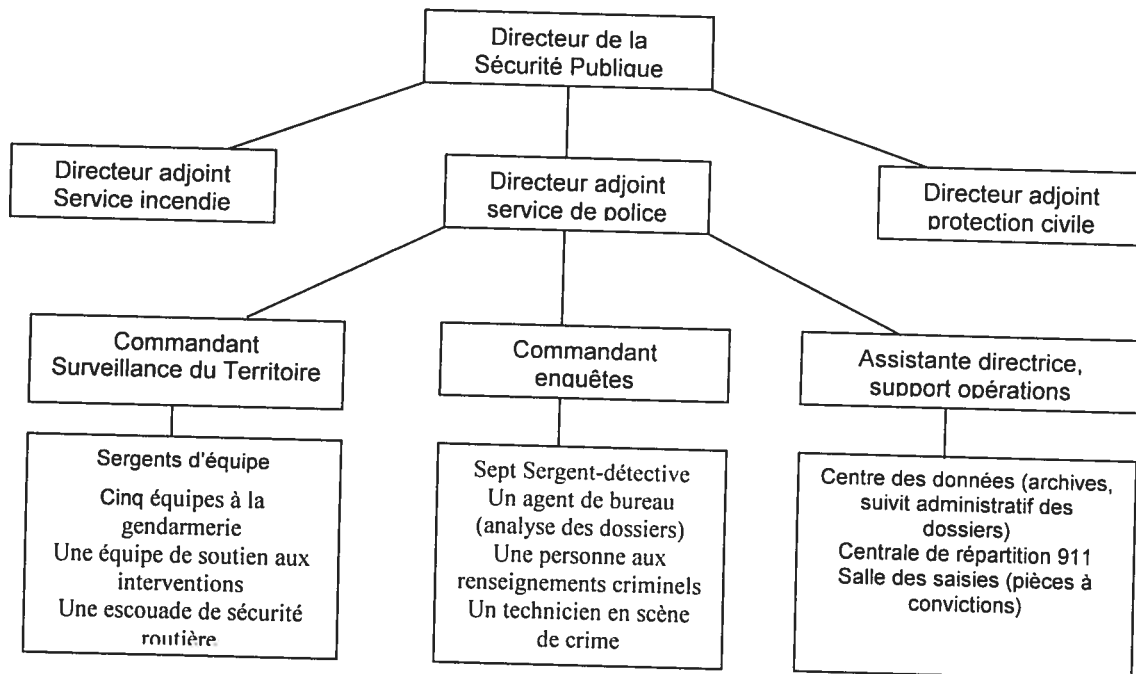 Directeur de la
Sécurité Publique
Directeur adjoint
Service incendie
Directeur adjoint
service de police
Directeur adjoint
protection civile
Commandant
Surveillance du Territoire
Commandant
enquêtes
Assistante directrice,
support opérations
Sergents d'équipe
Cinq équipes à la
gendarmerie
Une équipe de soutien aux
interventions
Une escouade de sécurité
routière
Sept Sergent-détective
Un agent de bureau
(analyse des dossiers)
Une personne aux
renseignements criminels
Un technicien en scène
de crime
Centre des données (archives,
suivit administratif des
dossiers)
Centrale de répartition 911
Salle des saisies (pièces à
convictions)